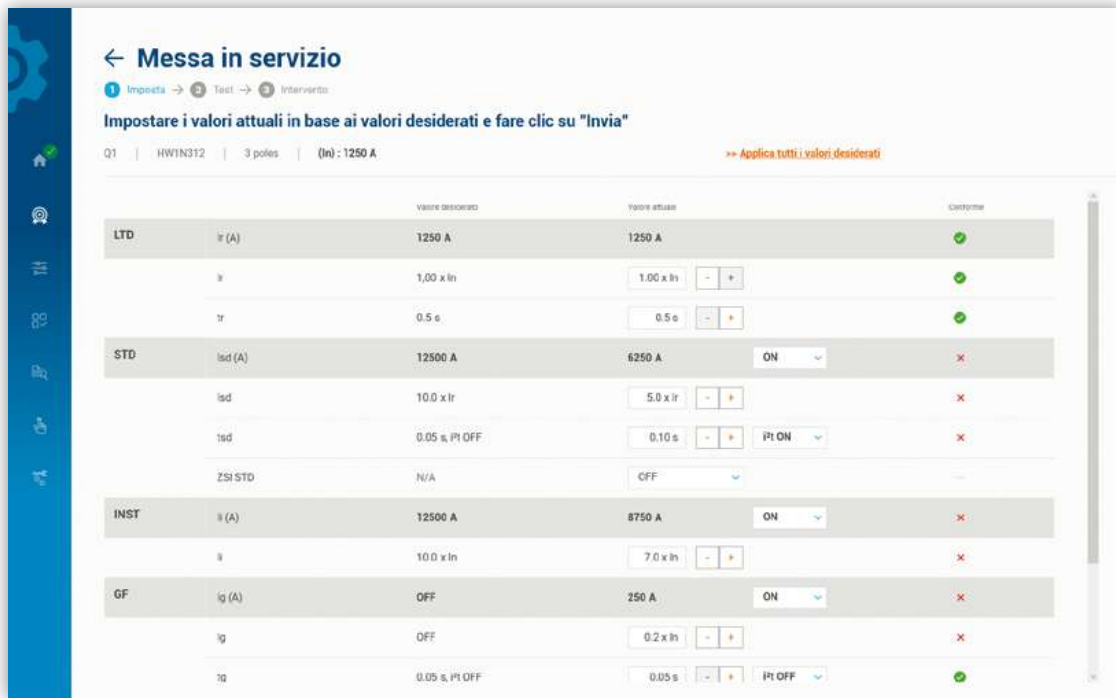 ← Messa in servizio
1 Imposta → 2 Test → 3 Intervento
Impostare i valori attuali in base ai valori desiderati e fare clic su "Invia"
Q1 | HW1N312 | 3 poles | (In) : 1250 A >> Applica tutti i valori desiderati
Valore desiderato Valore attuale Conforme
LTD Ir (A) 1250 A 1250 A
Ir 1,00 x In 1.00 x In - +
tr 0.5 s 0.5 s - +
STD Isd (A) 12500 A 6250 A ON
Isd 10.0 x Ir 5.0 x Ir - +
tsd 0.05 s, I²t OFF 0.10 s - + I²t ON
ZSI STD N/A OFF
INST Ii (A) 12500 A 8750 A ON
Ii 10.0 x In 7.0 x In - +
GF Ig (A) OFF 250 A ON
Ig OFF 0.2 x In - +
tg 0.05 s, I²t OFF 0.05 s - + I²t OFF